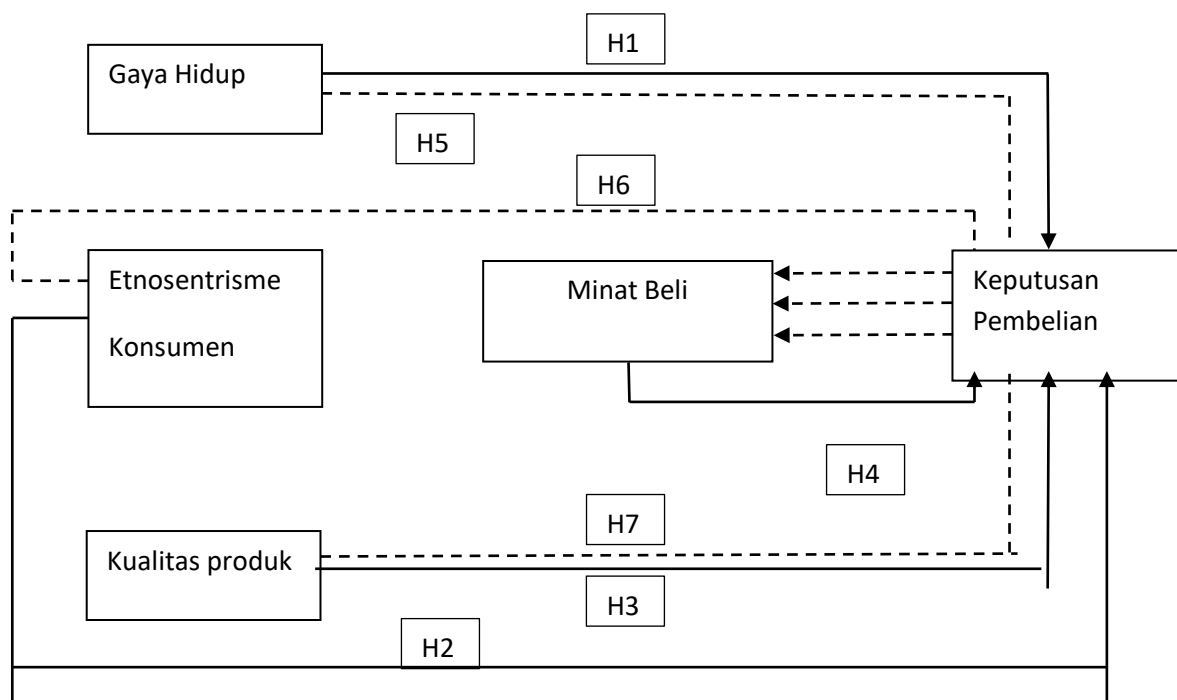 H1
Gaya Hidup
H5
H6
Etnosentrisme
Konsumen
Minat Beli
Keputusan
Pembelian
H4
H7
Kualitas produk
H3
H2